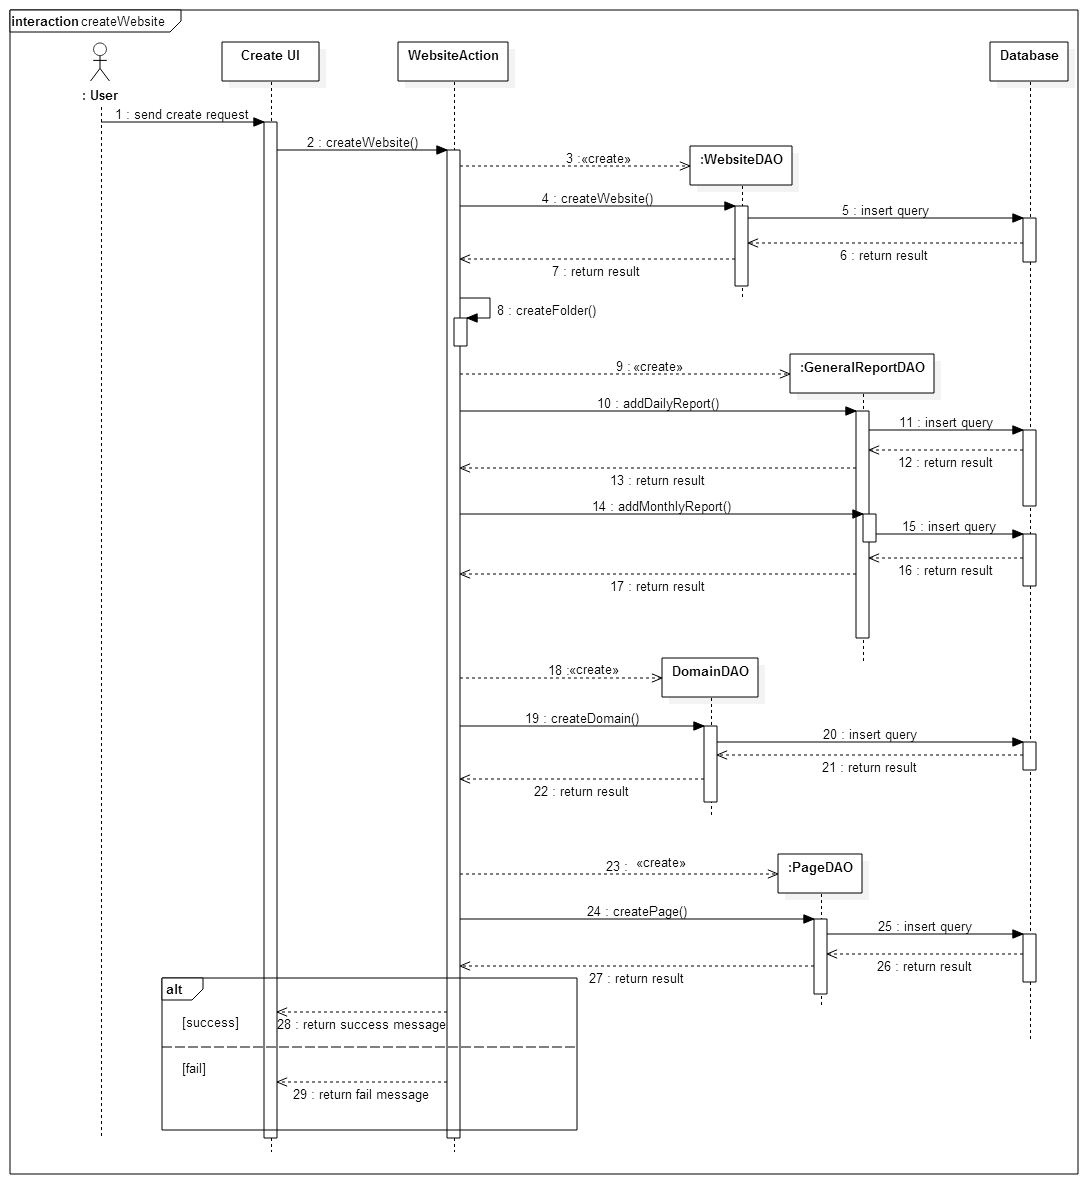 interaction createWebsite
Create UI
WebsiteAction
Database
: User
1 : send create request
2 : createWebsite()
3 :«create»
:WebsiteDAO
4 : createWebsite()
5 : insert query
6 : return result
7 : return result
8 : createFolder()
9 : «create»
:GeneralReportDAO
10 : addDailyReport()
11 : insert query
12 : return result
13 : return result
14 : addMonthlyReport()
15 : insert query
16 : return result
17 : return result
18 :«create»
DomainDAO
19 : createDomain()
20 : insert query
21 : return result
22 : return result
23 : «create»
:PageDAO
24 : createPage()
25 : insert query
26 : return result
27 : return result
alt
[success]
28 : return success message
[fail]
29 : return fail message